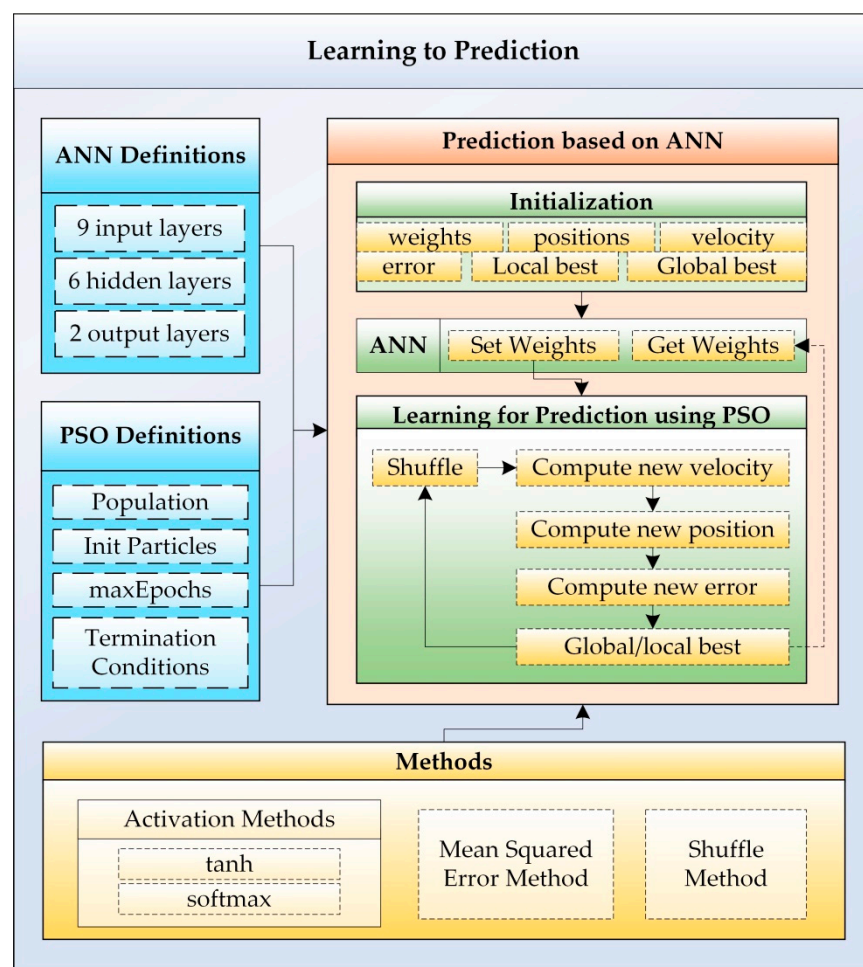 Learning to Prediction
ANN Definitions
9 input layers
6 hidden layers
2 output layers
PSO Definitions
Population
Init Particles
maxEpochs
Termination
Conditions
Prediction based on ANN
Initialization
weights
positions
velocity
error
Local best
Global best
ANN
Set Weights
Get Weights
Learning for Prediction using PSO
Shuffle
Compute new velocity
Compute new position
Compute new error
Global/local best
Methods
Activation Methods
tanh
softmax
Mean Squared
Error Method
Shuffle
Method